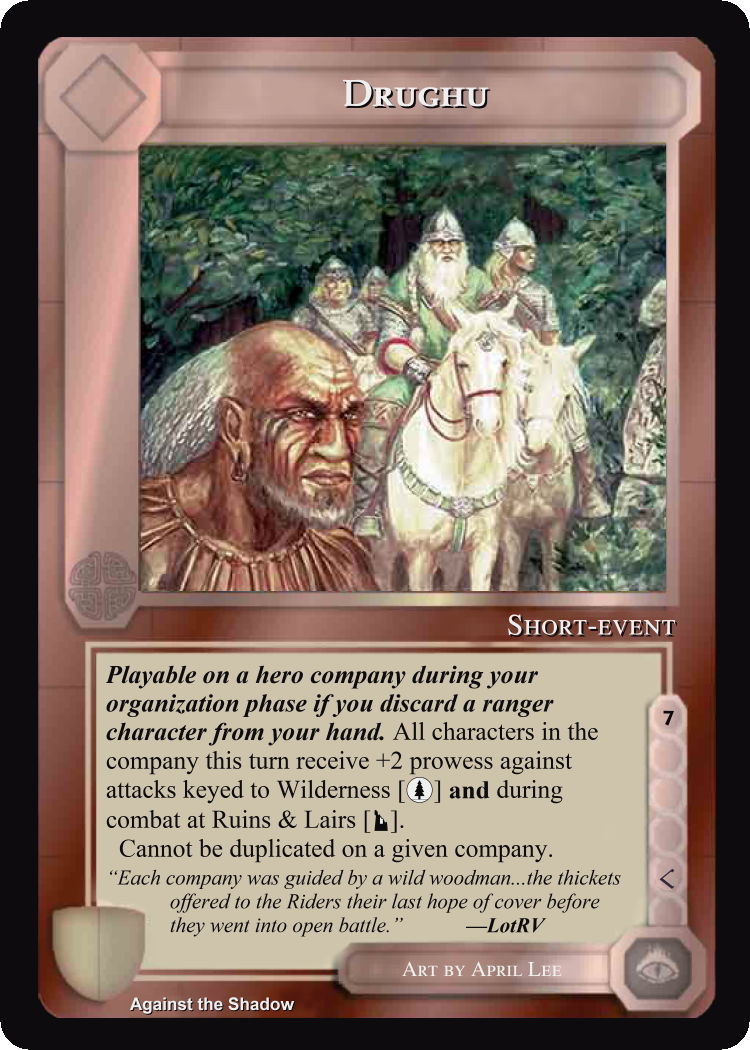 Drughu
Short-event
Playable on a hero company during your
organization phase if you discard a ranger
character from your hand. All characters in the
company this turn receive +2 prowess against
attacks keyed to Wilderness [] and during
combat at Ruins & Lairs [].
Cannot be duplicated on a given company.
7
<
“Each company was guided by a wild woodman...the thickets
offered to the Riders their last hope of cover before
they went into open battle.” —LotRV
Art by April Lee
Against the Shadow